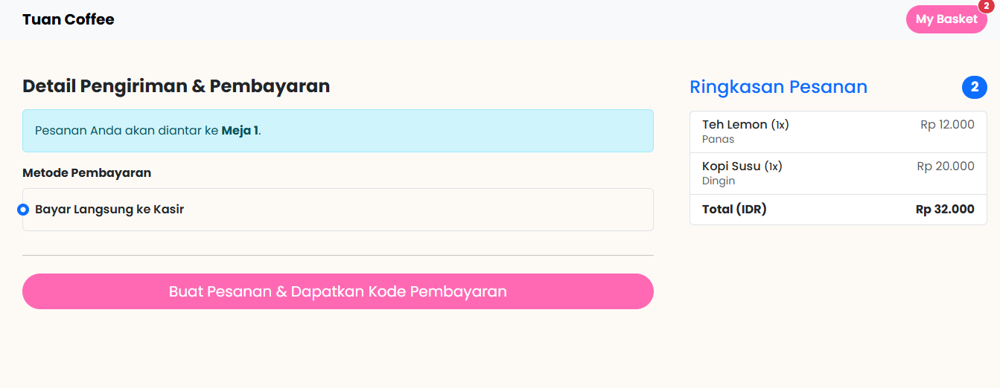 Tuan Coffee
My Basket
2
Detail Pengiriman & Pembayaran
Pesanan Anda akan diantar ke Meja 1.
Metode Pembayaran
Bayar Langsung ke Kasir
Buat Pesanan & Dapatkan Kode Pembayaran
Ringkasan Pesanan
2
Teh Lemon (1x) Rp 12.000
Panas
Kopi Susu (1x) Rp 20.000
Dingin
Total (IDR) Rp 32.000